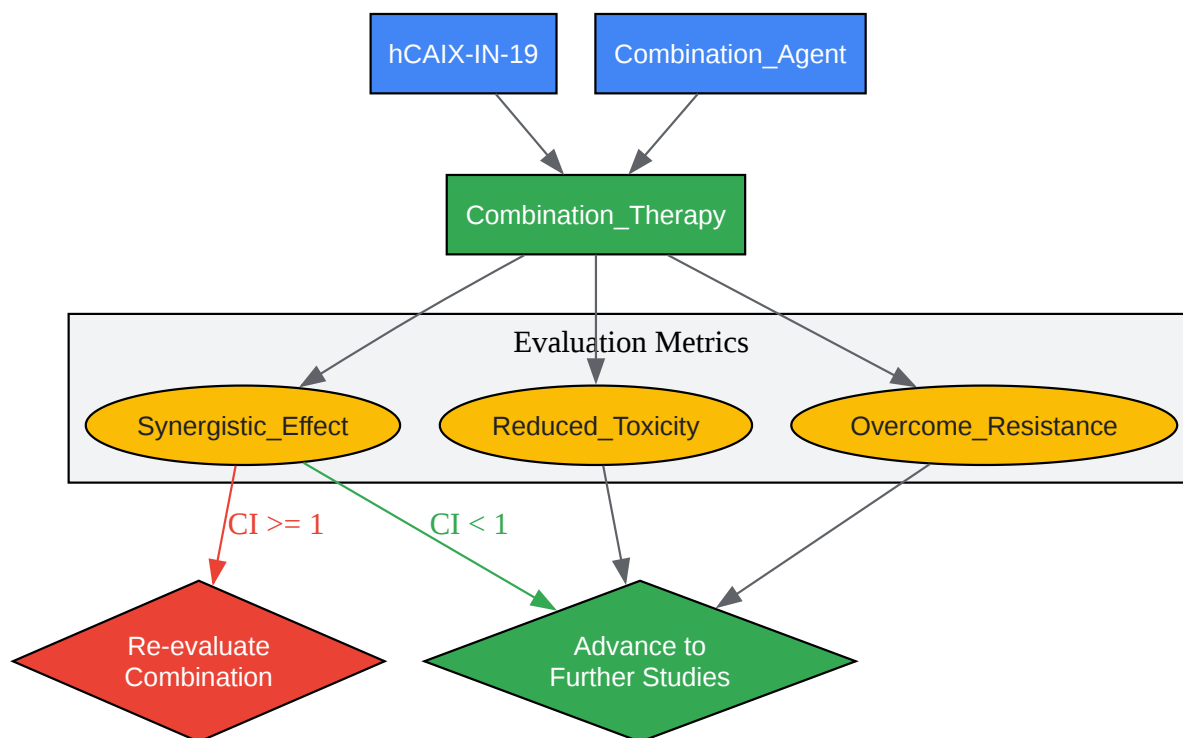 hCAIX-IN-19
Combination_Agent
Combination_Therapy
Evaluation Metrics
Synergistic_Effect
Reduced_Toxicity
Overcome_Resistance
CI >= 1
CI < 1
Re-evaluate
Combination
Advance to
Further Studies